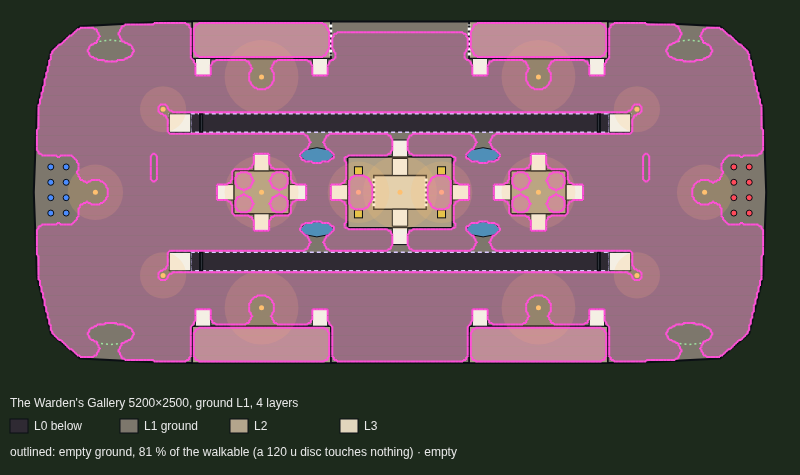 The Warden's Gallery 5200×2500, ground L1, 4 layers
L0 below L1 ground L2 L3
outlined: empty ground, 81 % of the walkable (a 120 u disc touches nothing) · empty